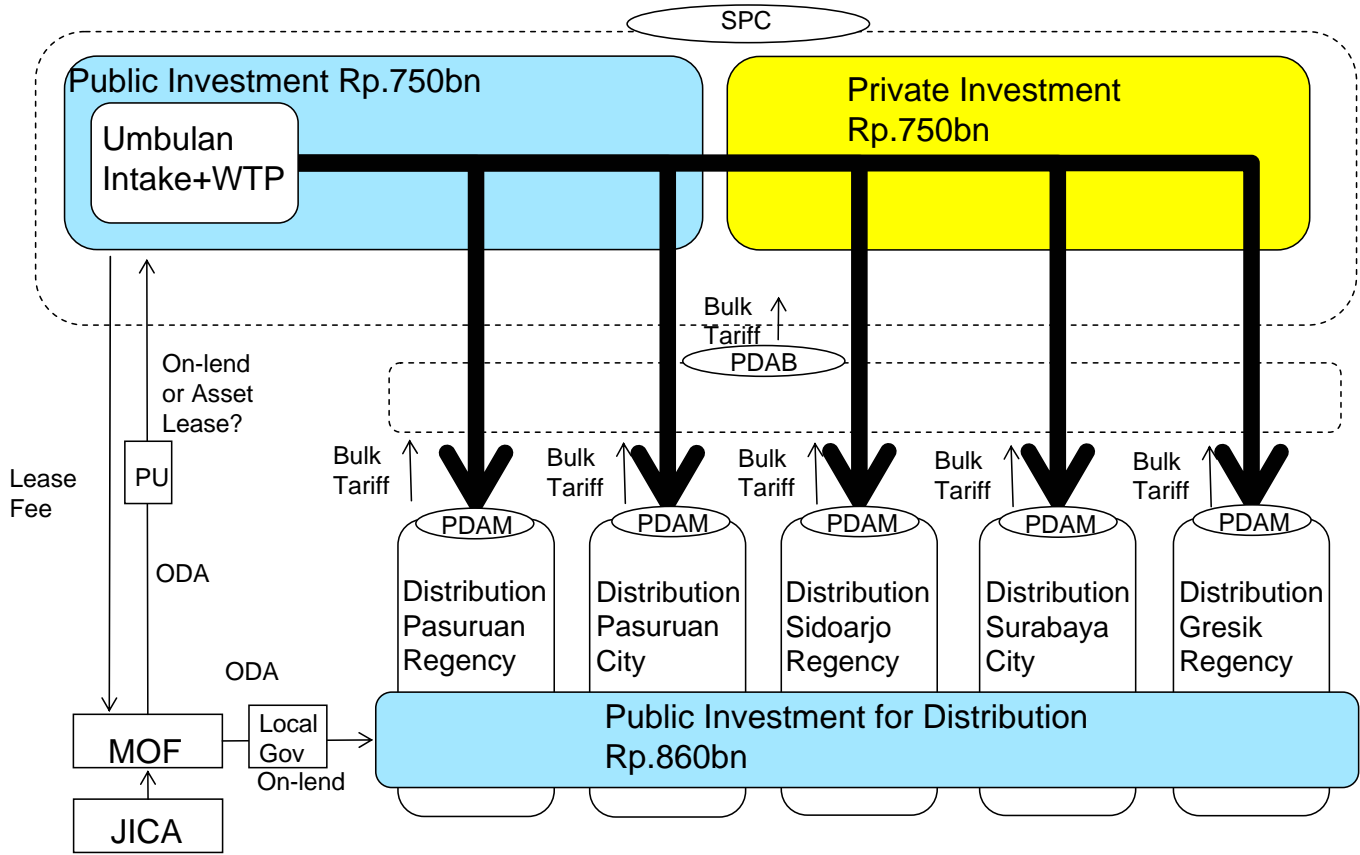 SPC
Public Investment Rp.750bn
Private Investment
Rp.750bn
Umbulan
Intake+WTP
Bulk
Tariff
PDAB
On-lend
or Asset
Lease?
Lease
Fee
PU
ODA
Bulk
Tariff
Bulk
Tariff
Bulk
Tariff
Bulk
Tariff
Bulk
Tariff
PDAM
PDAM
PDAM
PDAM
PDAM
Distribution
Pasuruan
Regency
Distribution
Pasuruan
City
Distribution
Sidoarjo
Regency
Distribution
Surabaya
City
Distribution
Gresik
Regency
ODA
MOF
Local
Gov
On-lend
Public Investment for Distribution
Rp.860bn
JICA